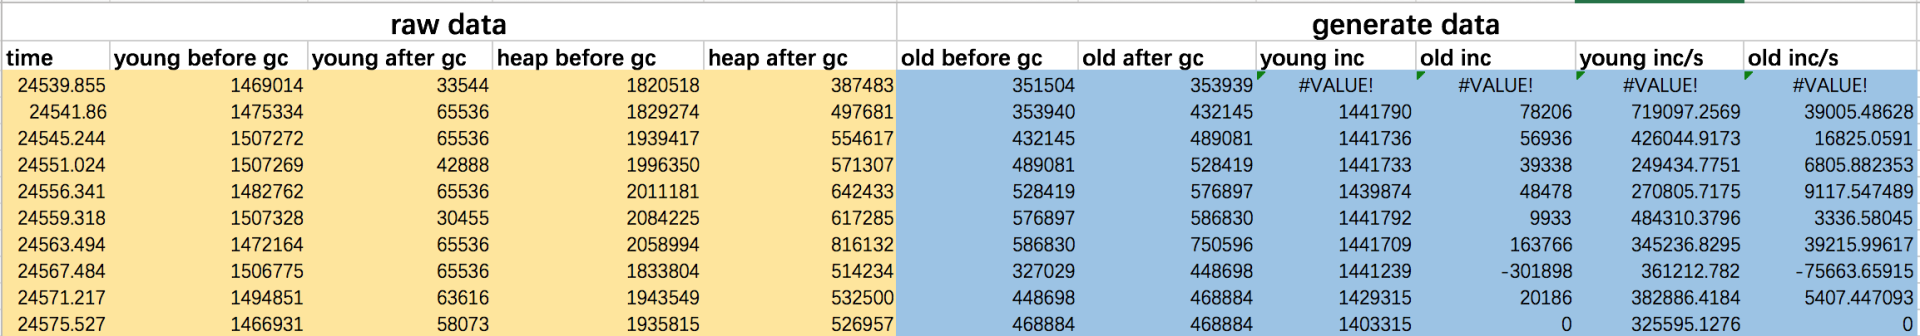 raw data generate data
time young before gc young after gc heap before gc heap after gc old before gc old after gc young inc old inc young inc/s old inc/s
24539.855 1469014 33544 1820518 387483 351504 353939 #VALUE! #VALUE! #VALUE! #VALUE!
24541.86 1475334 65536 1829274 497681 353940 432145 1441790 78206 719097.2569 39005.48628
24545.244 1507272 65536 1939417 554617 432145 489081 1441736 56936 426044.9173 16825.0591
24551.024 1507269 42888 1996350 571307 489081 528419 1441733 39338 249434.7751 6805.882353
24556.341 1482762 65536 2011181 642433 528419 576897 1439874 48478 270805.7175 9117.547489
24559.318 1507328 30455 2084225 617285 576897 586830 1441792 9933 484310.3796 3336.58045
24563.494 1472164 65536 2058994 816132 586830 750596 1441709 163766 345236.8295 39215.99617
24567.484 1506775 65536 1833804 514234 327029 448698 1441239 -301898 361212.782 -75663.65915
24571.217 1494851 63616 1943549 532500 448698 468884 1429315 20186 382886.4184 5407.447093
24575.527 1466931 58073 1935815 526957 468884 468884 1403315 0 325595.1276 0